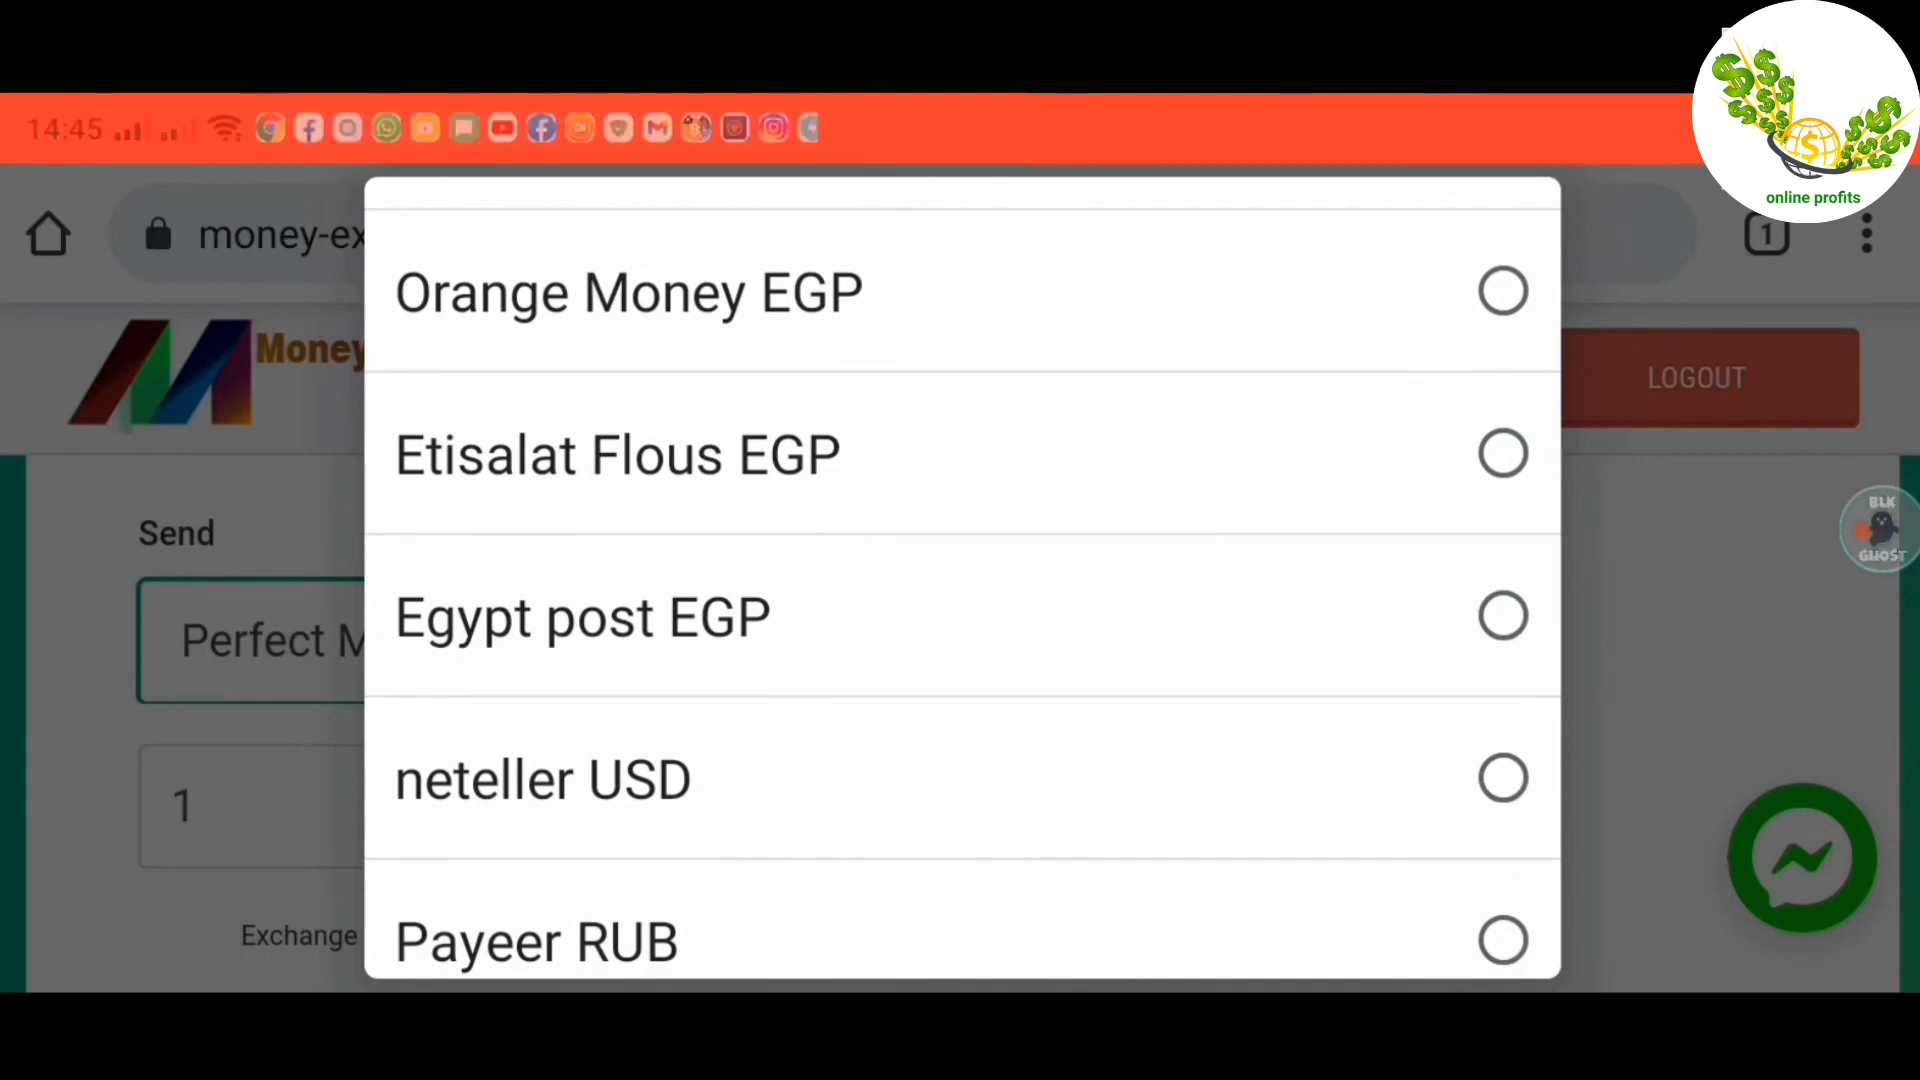 online profits
14:45
money-ex
1
Money
LOGOUT
Orange Money EGP
Etisalat Flous EGP
Egypt post EGP
neteller USD
Payeer RUB
Send
Perfect M
1
Exchange
BLK
GHOST